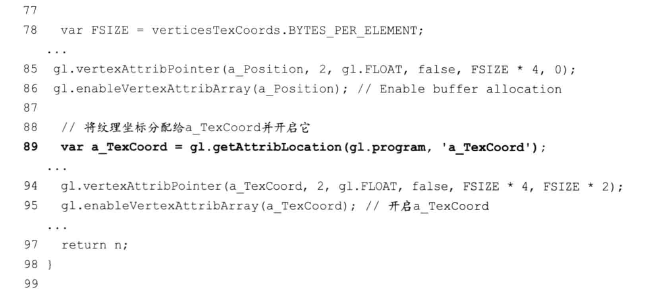 77
78 var FSIZE = verticesTexCoords.BYTES_PER_ELEMENT;
...
85 gl.vertexAttribPointer(a_Position, 2, gl.FLOAT, false, FSIZE * 4, 0);
86 gl.enableVertexAttribArray(a_Position); // Enable buffer allocation
87
88 // 将纹理坐标分配给a_TexCoord并开启它
89 var a_TexCoord = gl.getAttribLocation(gl.program, 'a_TexCoord');
...
94 gl.vertexAttribPointer(a_TexCoord, 2, gl.FLOAT, false, FSIZE * 4, FSIZE * 2);
95 gl.enableVertexAttribArray(a_TexCoord); // 开启a_TexCoord
...
97 return n;
98 }
99